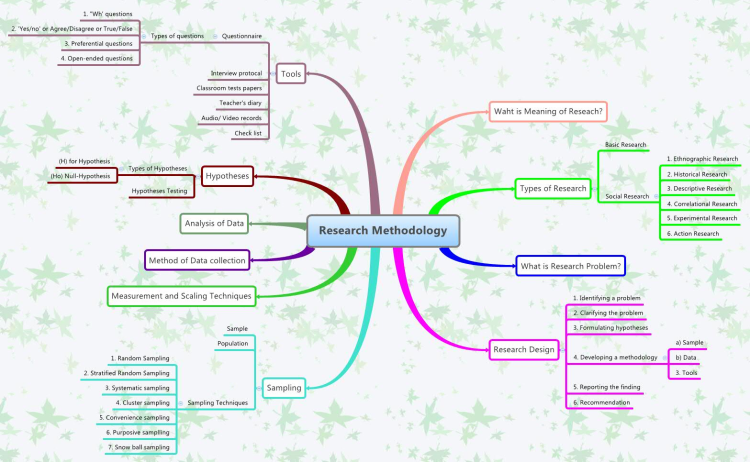 Research Methodology
Waht is Meaning of Reseach?
Types of Research
Basic Research
Social Research
1. Ethnographic Research
2. Historical Research
3. Descriptive Research
4. Correlational Research
5. Experimental Research
6. Action Research
What is Research Problem?
Research Design
1. Identifying a problem
2. Clarifying the problem
3. Formulating hypotheses
4. Developing a methodology
a) Sample
b) Data
3. Tools
5. Reporting the finding
6. Recommendation
Tools
Questionnaire
Types of questions
1. "Wh' questions
2. 'Yes/no' or Agree/Disagree or True/False
3. Preferential questions
4. Open-ended questions
Interview protocal
Classroom tests papers
Teacher's diary
Audio/ Video records
Check list
Hypotheses
Types of Hypotheses
(H) for Hypothesis
(Ho) Null-Hypothesis
Hypotheses Testing
Analysis of Data
Method of Data collection
Measurement and Scaling Techniques
Sampling
Sample
Population
Sampling Techniques
1. Random Sampling
2. Stratified Random Sampling
3. Systematic sampling
4. Cluster sampling
5. Convenience sampling
6. Purposive samplling
7. Snow ball sampling